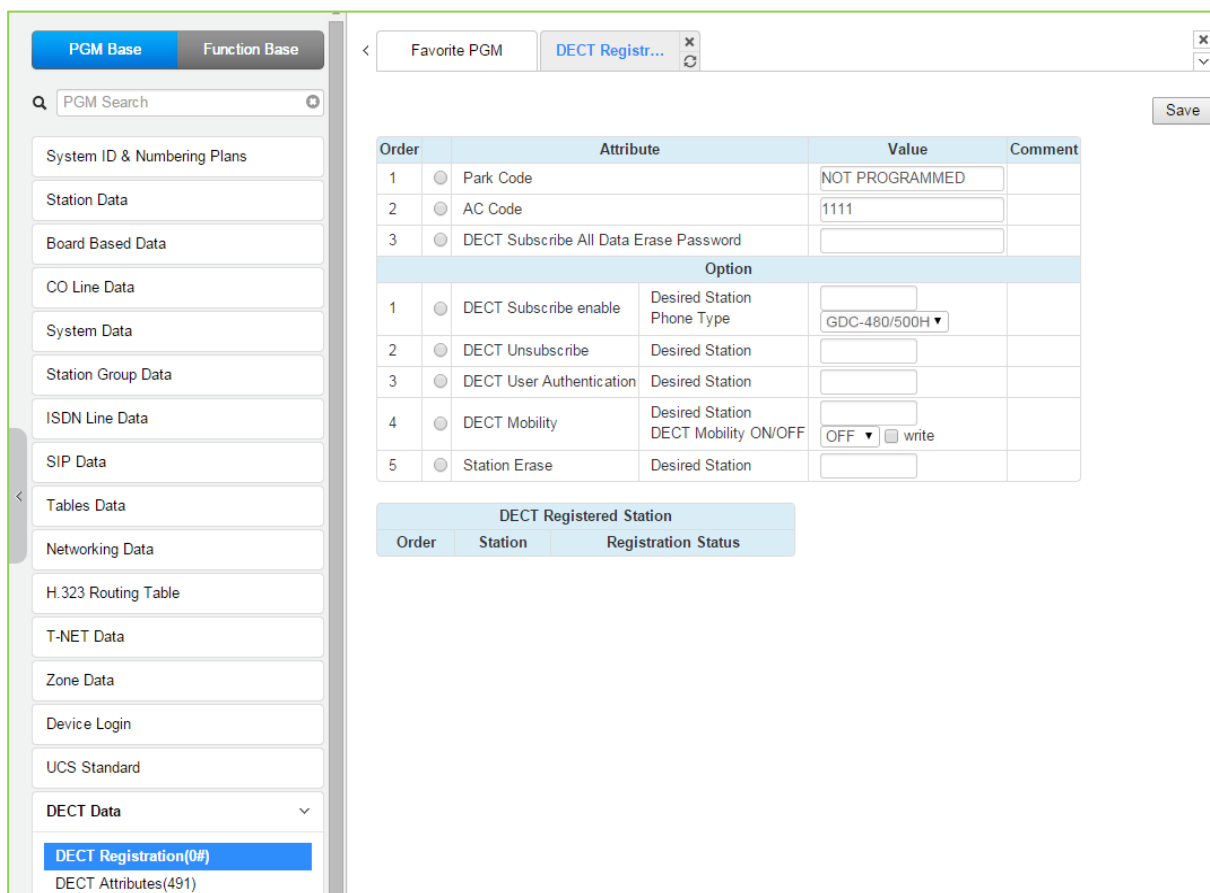 PGM Base Function Base
PGM Search
System ID & Numbering Plans
Station Data
Board Based Data
CO Line Data
System Data
Station Group Data
ISDN Line Data
SIP Data
Tables Data
Networking Data
H.323 Routing Table
T-NET Data
Zone Data
Device Login
UCS Standard
DECT Data
DECT Registration(0#)
DECT Attributes(491)
Favorite PGM DECT Registr...
Save
Order Attribute Value Comment
1 Park Code NOT PROGRAMMED
2 AC Code 1111
3 DECT Subscribe All Data Erase Password
Option
1 DECT Subscribe enable Desired Station
Phone Type GDC-480/500H
2 DECT Unsubscribe Desired Station
3 DECT User Authentication Desired Station
4 DECT Mobility Desired Station
DECT Mobility ON/OFF OFF write
5 Station Erase Desired Station
DECT Registered Station
Order Station Registration Status